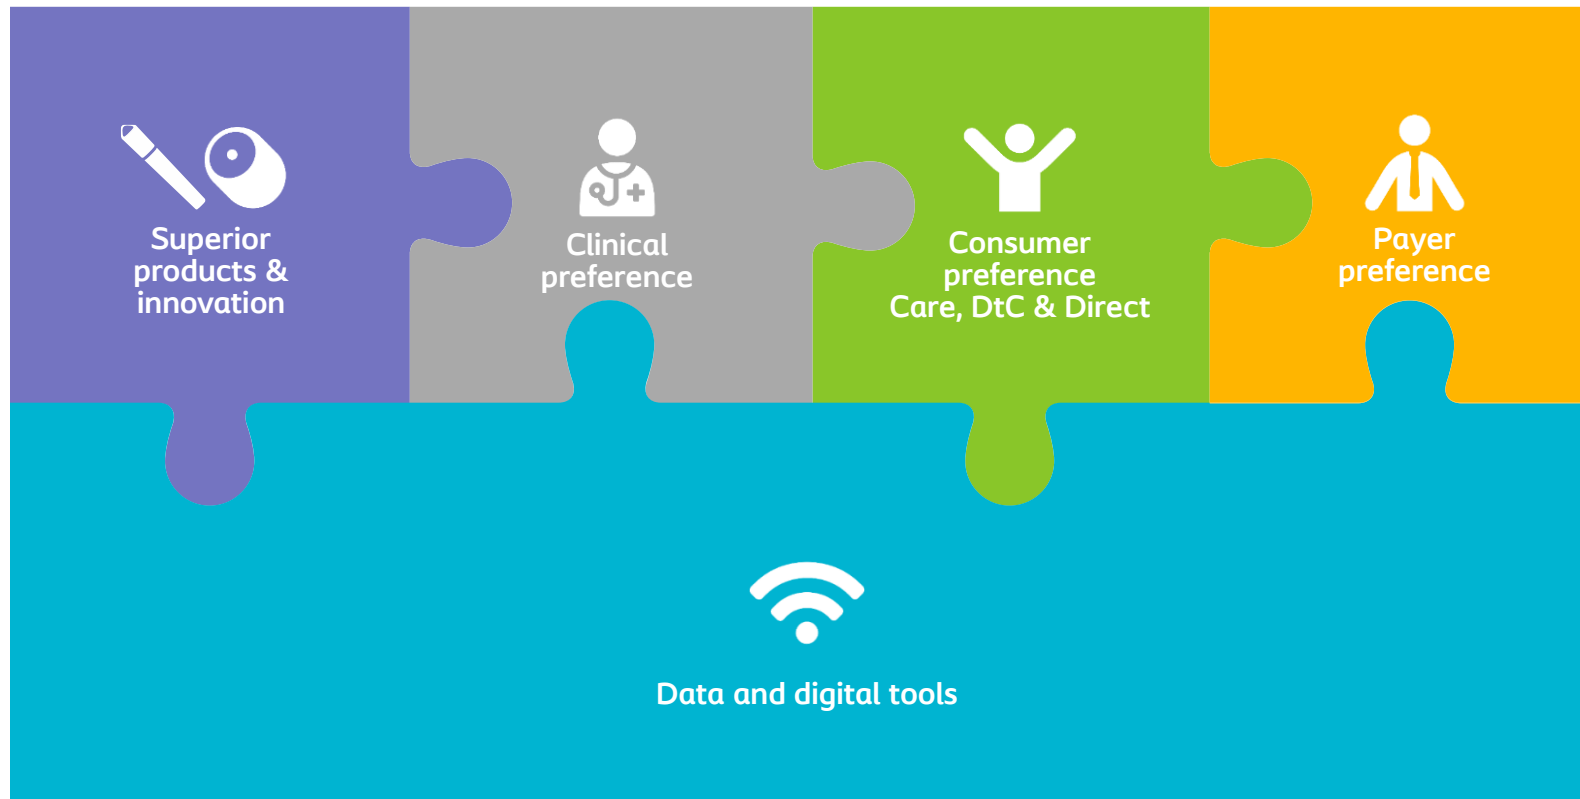 Superior
products &
innovation
Clinical
preference
Consumer
preference
Care, DtC & Direct
Payer
preference
Data and digital tools